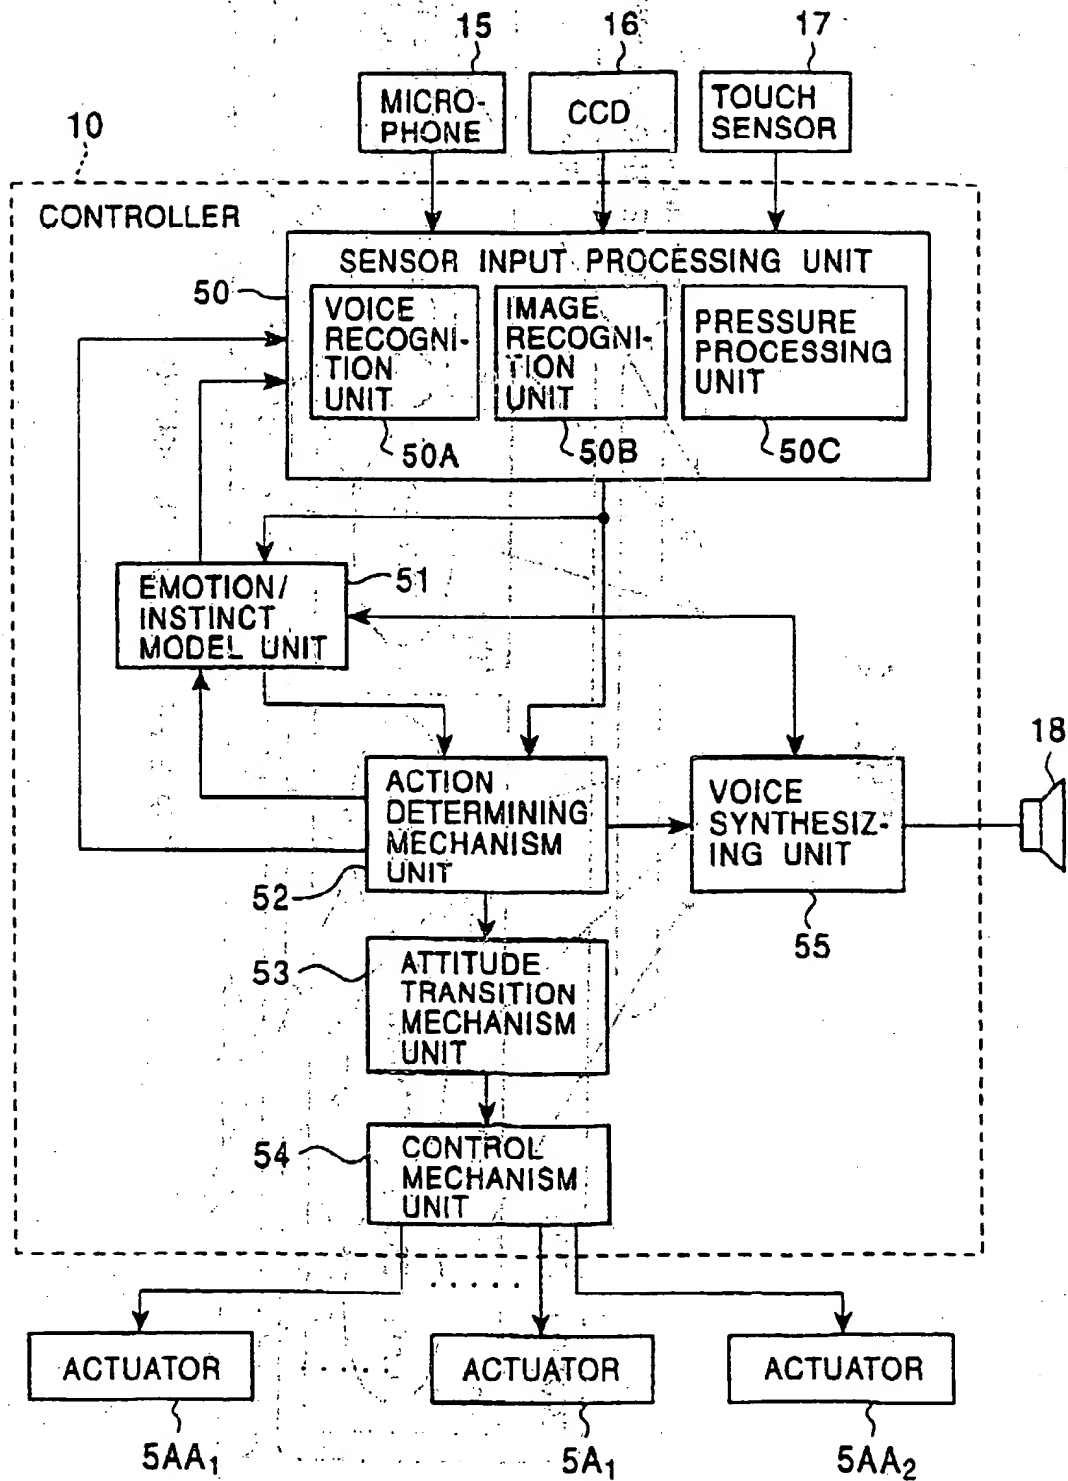 15
16
17
MICRO-
PHONE
CCD
TOUCH
SENSOR
10
CONTROLLER
SENSOR INPUT PROCESSING UNIT
50
VOICE
RECOGNI-
TION
UNIT
IMAGE
RECOGNI-
TION
UNIT
PRESSURE
PROCESSING
UNIT
50A
50B
50C
51
EMOTION/
INSTINCT
MODEL UNIT
18
ACTION
DETERMINING
MECHANISM
UNIT
VOICE
SYNTHESIZ-
ING UNIT
52
55
53
ATTITUDE
TRANSITION
MECHANISM
UNIT
54
CONTROL
MECHANISM
UNIT
.....
ACTUATOR
.....
ACTUATOR
ACTUATOR
5AA₁
5A₁
5AA₂